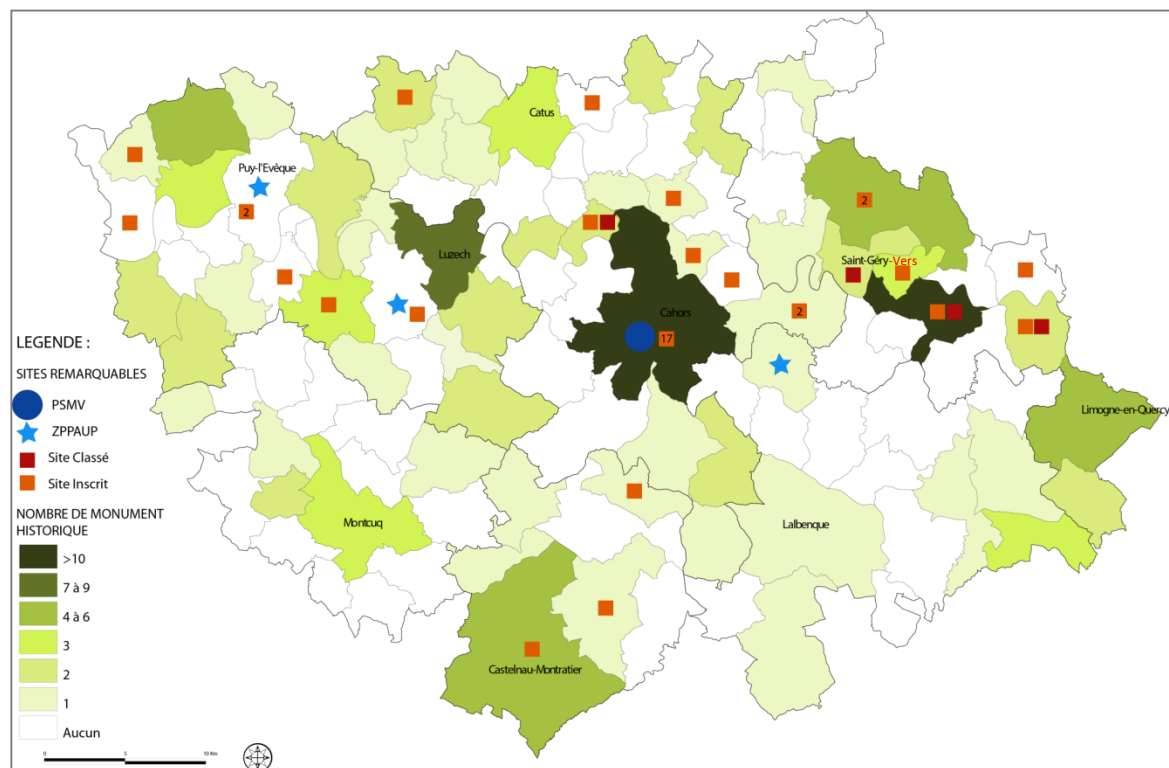 Catus
Puy-l'Evêque
2
2
Luzech
Saint-Géry-Vers
Cahors
2
17
LEGENDE :
SITES REMARQUABLES
PSMV
ZPPAUP
Site Classé
Site Inscrit
NOMBRE DE MONUMENT
HISTORIQUE
>10
7 à 9
4 à 6
3
2
1
Aucun
Limogne-en-Quercy
Montcuq
Lalbenque
Castelnau-Montratier
0 5 10 Km